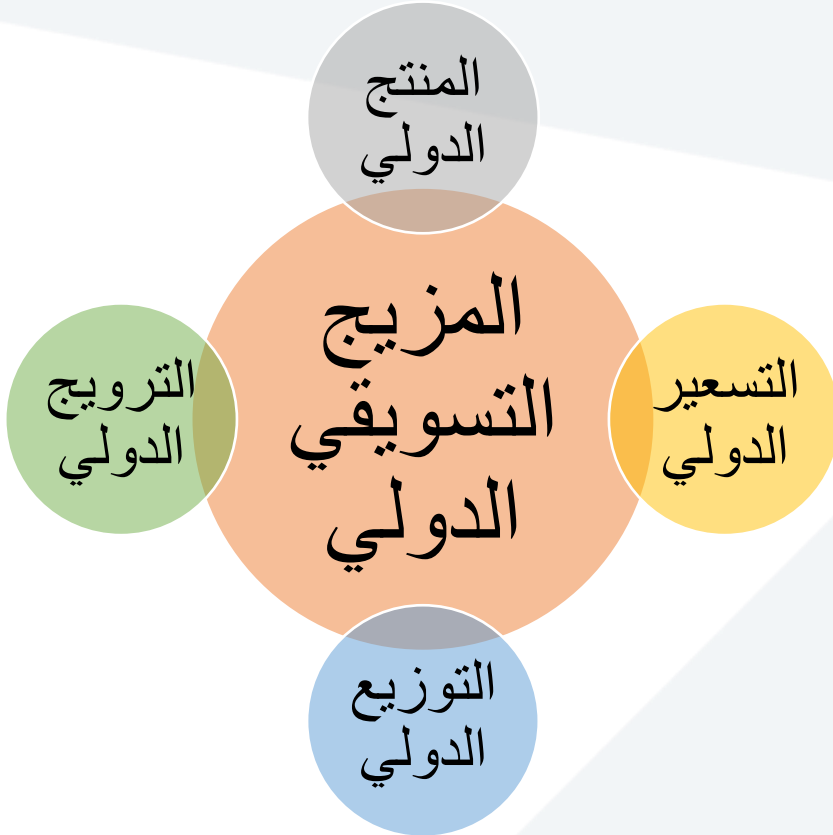 المنتج
الدولي
المزيج
التسويقي
الدولي
التسعير
الدولي
الترويج
الدولي
التوزيع
الدولي